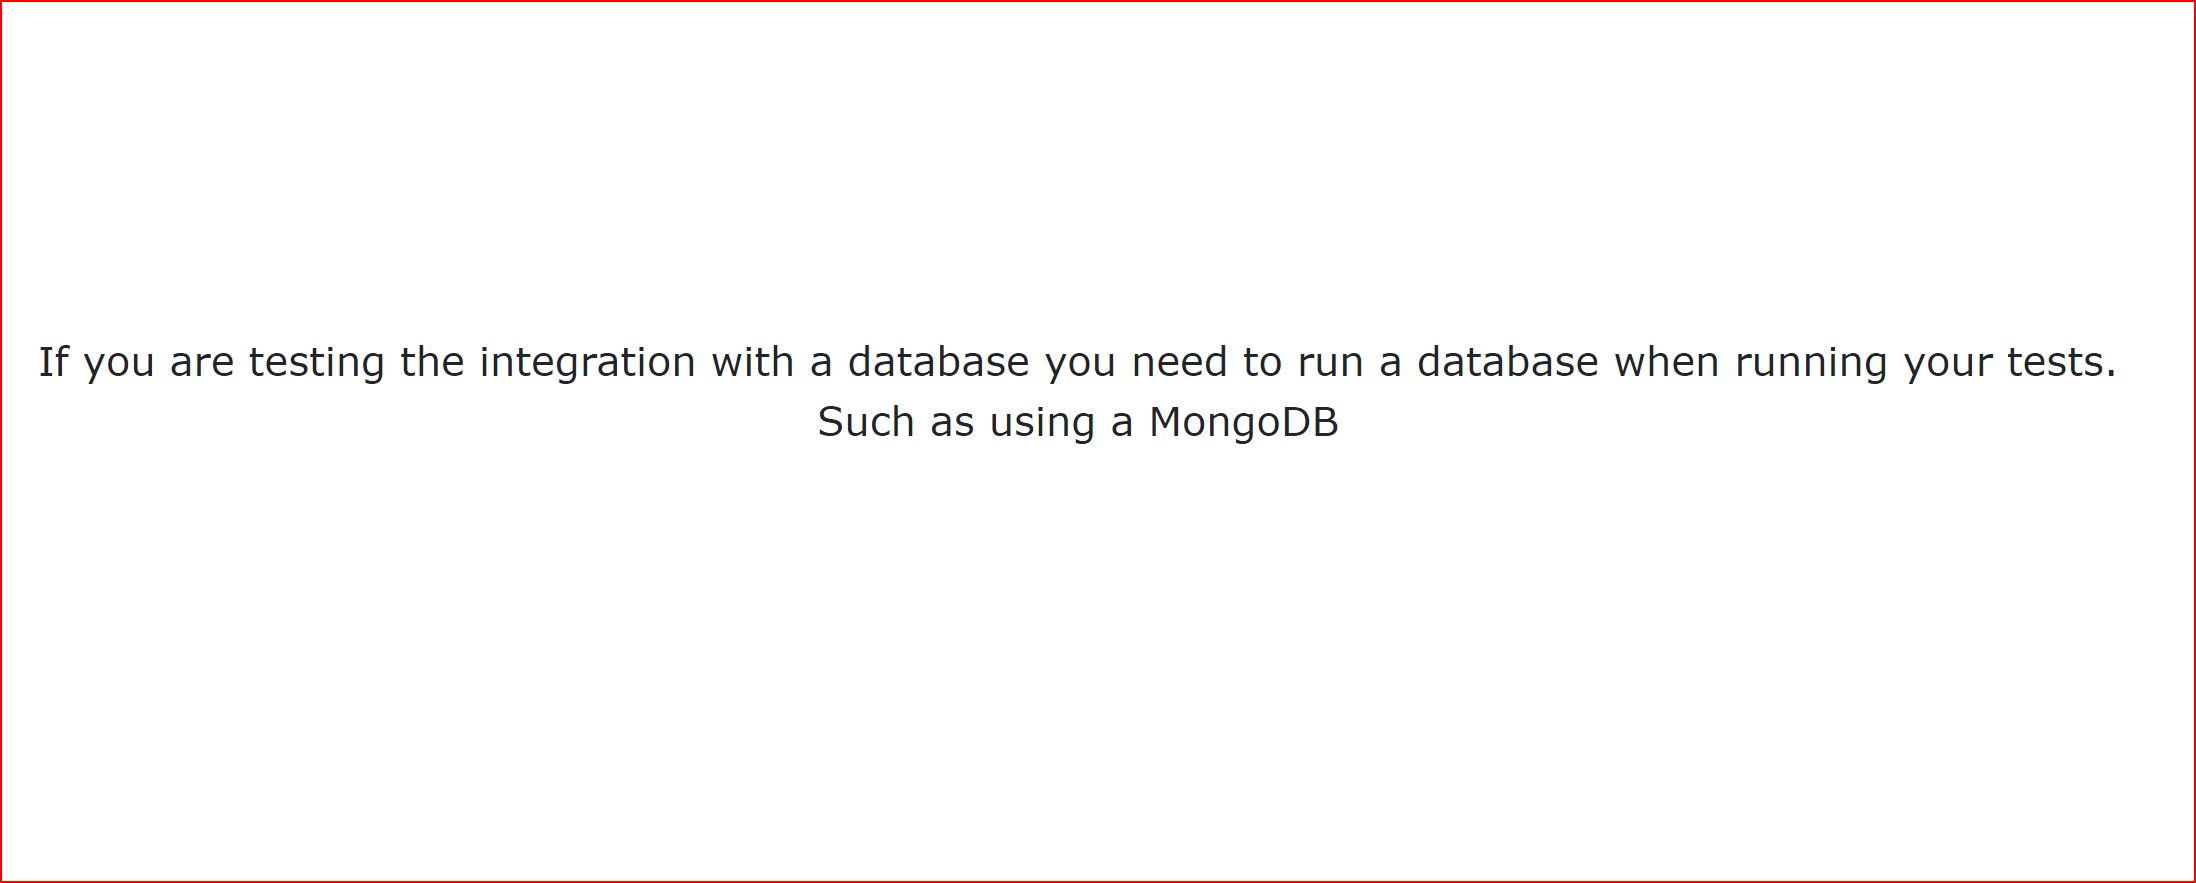 If you are testing the integration with a database you need to run a database when running your tests.
Such as using a MongoDB